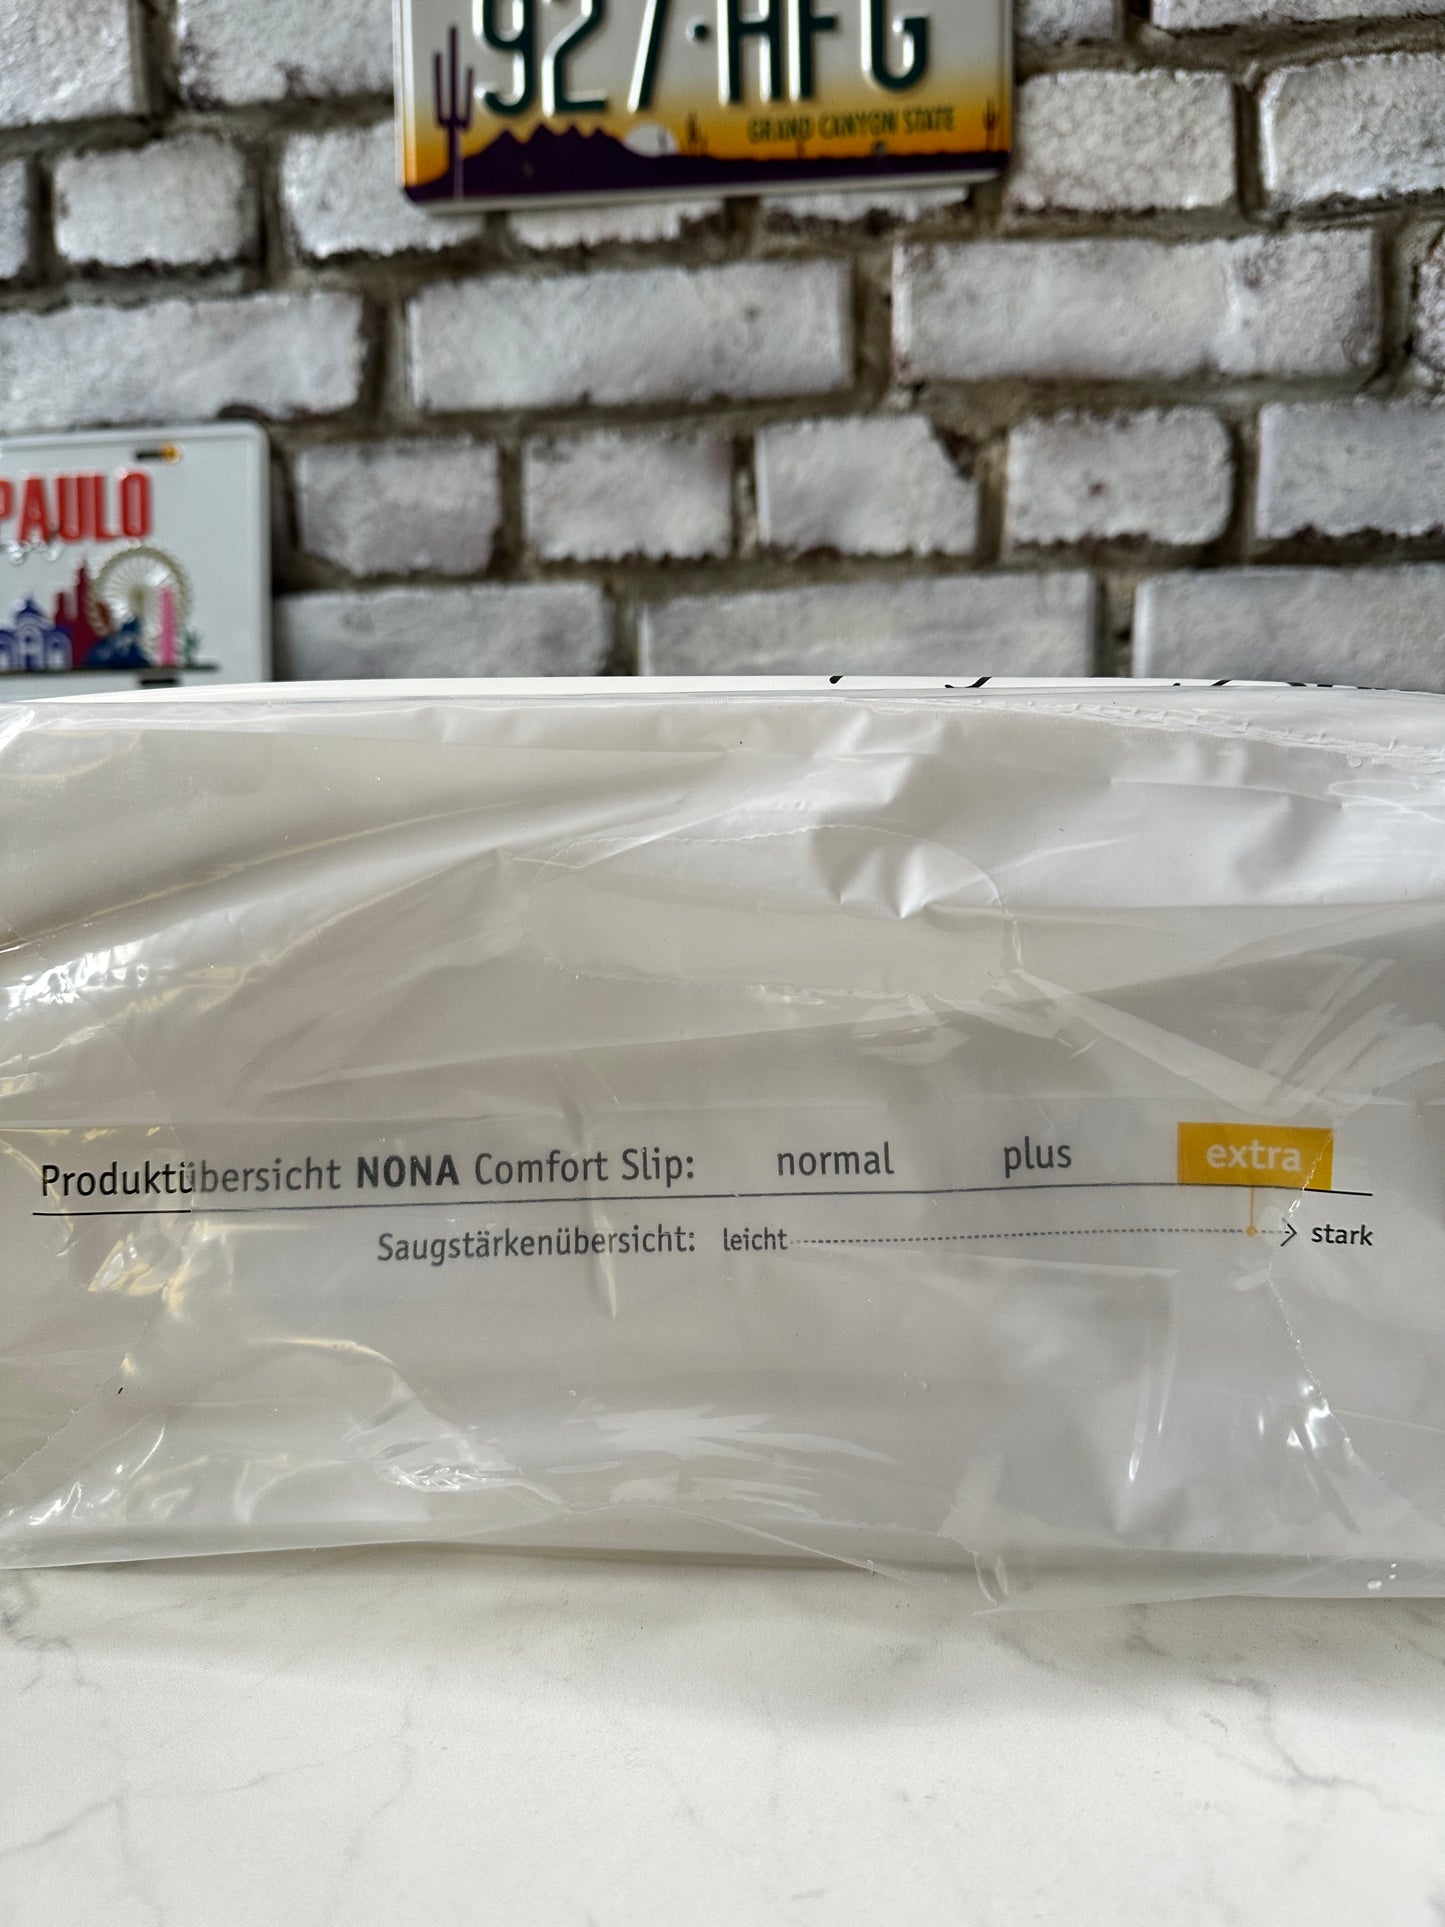 927·HFG
GRAND CANYON STATE
PAULO
Produktübersicht NONA Comfort Slip: normal plus extra
Saugstärkenübersicht: leicht stark